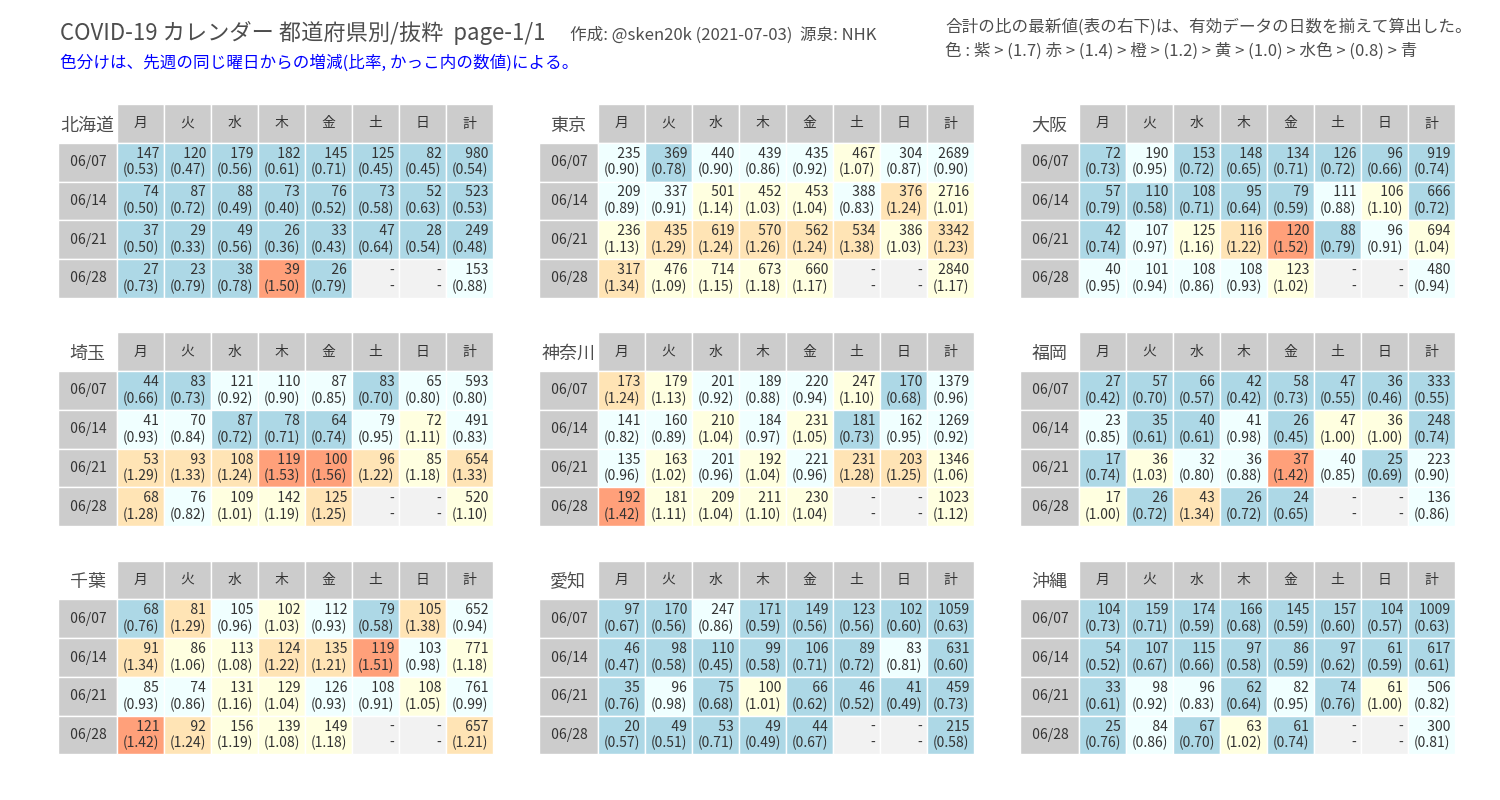 COVID-19 カレンダー 都道府県別/抜粋 page-1/1 作成: @sken20k (2021-07-03) 源泉: NHK
色分けは、先週の同じ曜日からの増減(比率, かっこ内の数値)による。
合計の比の最新値(表の右下)は、有効データの日数を揃えて算出した。
色 : 紫 > (1.7) 赤 > (1.4) 橙 > (1.2) 黄 > (1.0) > 水色 > (0.8) > 青
北海道 月 火 水 木 金 土 日 計
06/07 147 120 179 182 145 125 82 980
(0.53) (0.47) (0.56) (0.61) (0.71) (0.45) (0.45) (0.54)
06/14 74 87 88 73 76 73 52 523
(0.50) (0.72) (0.49) (0.40) (0.52) (0.58) (0.63) (0.53)
06/21 37 29 49 26 33 47 28 249
(0.50) (0.33) (0.56) (0.36) (0.43) (0.64) (0.54) (0.48)
06/28 27 23 38 39 26 - - 153
(0.73) (0.79) (0.78) (1.50) (0.79) - - (0.88)
東京 月 火 水 木 金 土 日 計
06/07 235 369 440 439 435 467 304 2689
(0.90) (0.78) (0.90) (0.86) (0.92) (1.07) (0.87) (0.90)
06/14 209 337 501 452 453 388 376 2716
(0.89) (0.91) (1.14) (1.03) (1.04) (0.83) (1.24) (1.01)
06/21 236 435 619 570 562 534 386 3342
(1.13) (1.29) (1.24) (1.26) (1.24) (1.38) (1.03) (1.23)
06/28 317 476 714 673 660 - - 2840
(1.34) (1.09) (1.15) (1.18) (1.17) - - (1.17)
大阪 月 火 水 木 金 土 日 計
06/07 72 190 153 148 134 126 96 919
(0.73) (0.95) (0.72) (0.65) (0.71) (0.72) (0.66) (0.74)
06/14 57 110 108 95 79 111 106 666
(0.79) (0.58) (0.71) (0.64) (0.59) (0.88) (1.10) (0.72)
06/21 42 107 125 116 120 88 96 694
(0.74) (0.97) (1.16) (1.22) (1.52) (0.79) (0.91) (1.04)
06/28 40 101 108 108 123 - - 480
(0.95) (0.94) (0.86) (0.93) (1.02) - - (0.94)
埼玉 月 火 水 木 金 土 日 計
06/07 44 83 121 110 87 83 65 593
(0.66) (0.73) (0.92) (0.90) (0.85) (0.70) (0.80) (0.80)
06/14 41 70 87 78 64 79 72 491
(0.93) (0.84) (0.72) (0.71) (0.74) (0.95) (1.11) (0.83)
06/21 53 93 108 119 100 96 85 654
(1.29) (1.33) (1.24) (1.53) (1.56) (1.22) (1.18) (1.33)
06/28 68 76 109 142 125 - - 520
(1.28) (0.82) (1.01) (1.19) (1.25) - - (1.10)
神奈川 月 火 水 木 金 土 日 計
06/07 173 179 201 189 220 247 170 1379
(1.24) (1.13) (0.92) (0.88) (0.94) (1.10) (0.68) (0.96)
06/14 141 160 210 184 231 181 162 1269
(0.82) (0.89) (1.04) (0.97) (1.05) (0.73) (0.95) (0.92)
06/21 135 163 201 192 221 231 203 1346
(0.96) (1.02) (0.96) (1.04) (0.96) (1.28) (1.25) (1.06)
06/28 192 181 209 211 230 - - 1023
(1.42) (1.11) (1.04) (1.10) (1.04) - - (1.12)
福岡 月 火 水 木 金 土 日 計
06/07 27 57 66 42 58 47 36 333
(0.42) (0.70) (0.57) (0.42) (0.73) (0.55) (0.46) (0.55)
06/14 23 35 40 41 26 47 36 248
(0.85) (0.61) (0.61) (0.98) (0.45) (1.00) (1.00) (0.74)
06/21 17 36 32 36 37 40 25 223
(0.74) (1.03) (0.80) (0.88) (1.42) (0.85) (0.69) (0.90)
06/28 17 26 43 26 24 - - 136
(1.00) (0.72) (1.34) (0.72) (0.65) - - (0.86)
千葉 月 火 水 木 金 土 日 計
06/07 68 81 105 102 112 79 105 652
(0.76) (1.29) (0.96) (1.03) (0.93) (0.58) (1.38) (0.94)
06/14 91 86 113 124 135 119 103 771
(1.34) (1.06) (1.08) (1.22) (1.21) (1.51) (0.98) (1.18)
06/21 85 74 131 129 126 108 108 761
(0.93) (0.86) (1.16) (1.04) (0.93) (0.91) (1.05) (0.99)
06/28 121 92 156 139 149 - - 657
(1.42) (1.24) (1.19) (1.08) (1.18) - - (1.21)
愛知 月 火 水 木 金 土 日 計
06/07 97 170 247 171 149 123 102 1059
(0.67) (0.56) (0.86) (0.59) (0.56) (0.56) (0.60) (0.63)
06/14 46 98 110 99 106 89 83 631
(0.47) (0.58) (0.45) (0.58) (0.71) (0.72) (0.81) (0.60)
06/21 35 96 75 100 66 46 41 459
(0.76) (0.98) (0.68) (1.01) (0.62) (0.52) (0.49) (0.73)
06/28 20 49 53 49 44 - - 215
(0.57) (0.51) (0.71) (0.49) (0.67) - - (0.58)
沖縄 月 火 水 木 金 土 日 計
06/07 104 159 174 166 145 157 104 1009
(0.73) (0.71) (0.59) (0.68) (0.59) (0.60) (0.57) (0.63)
06/14 54 107 115 97 86 97 61 617
(0.52) (0.67) (0.66) (0.58) (0.59) (0.62) (0.59) (0.61)
06/21 33 98 96 62 82 74 61 506
(0.61) (0.92) (0.83) (0.64) (0.95) (0.76) (1.00) (0.82)
06/28 25 84 67 63 61 - - 300
(0.76) (0.86) (0.70) (1.02) (0.74) - - (0.81)